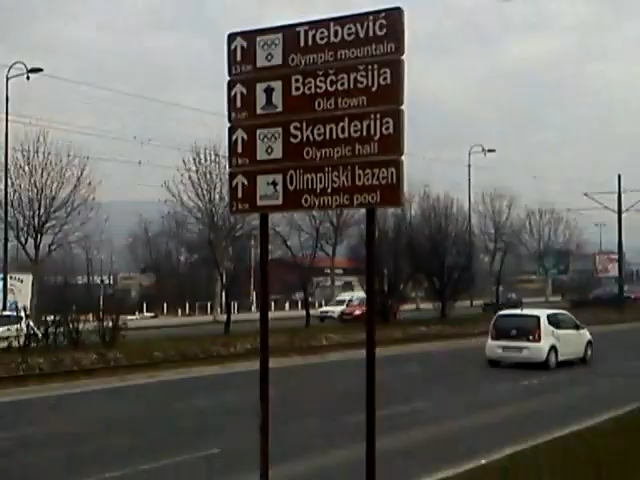 Trebević
Olympic mountain
Baščaršija
Old town
Skenderija
Olympic hall
Olimpijski bazen
Olympic pool